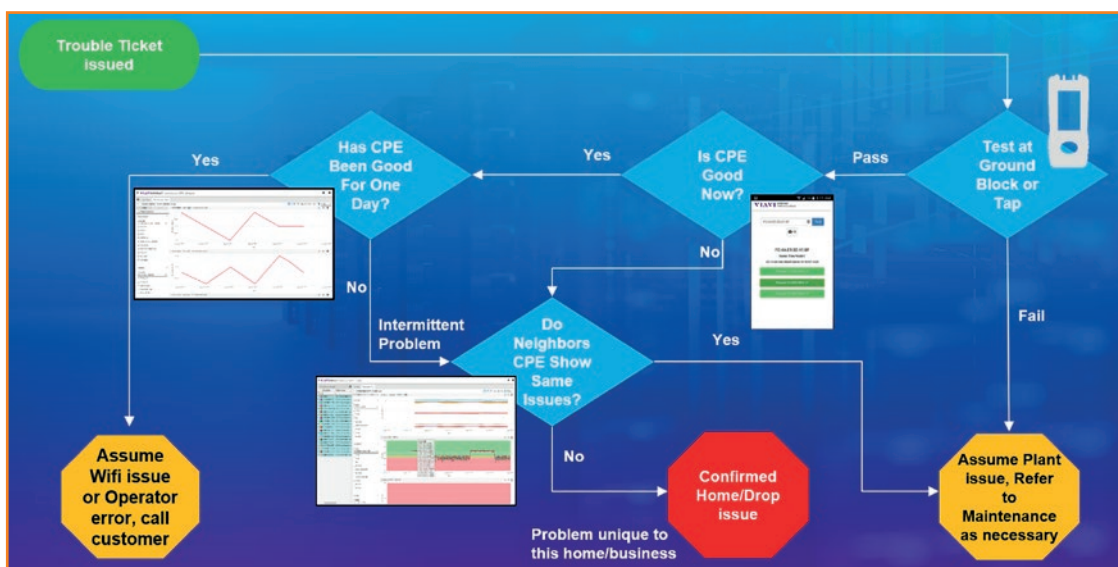 Trouble Ticket
issued
Test at
Ground
Block or
Tap
Pass
Fail
Is CPE
Good
Now?
Yes
No
Has CPE
Been Good
For One
Day?
Yes
No
Intermittent
Problem
Do
Neighbors
CPE Show
Same
Issues?
Yes
No
Problem unique to
this home/business
VIAVI
Assume
Wifi issue
or Operator
error, call
customer
Confirmed
Home/Drop
issue
Assume Plant
issue, Refer
to
Maintenance
as necessary